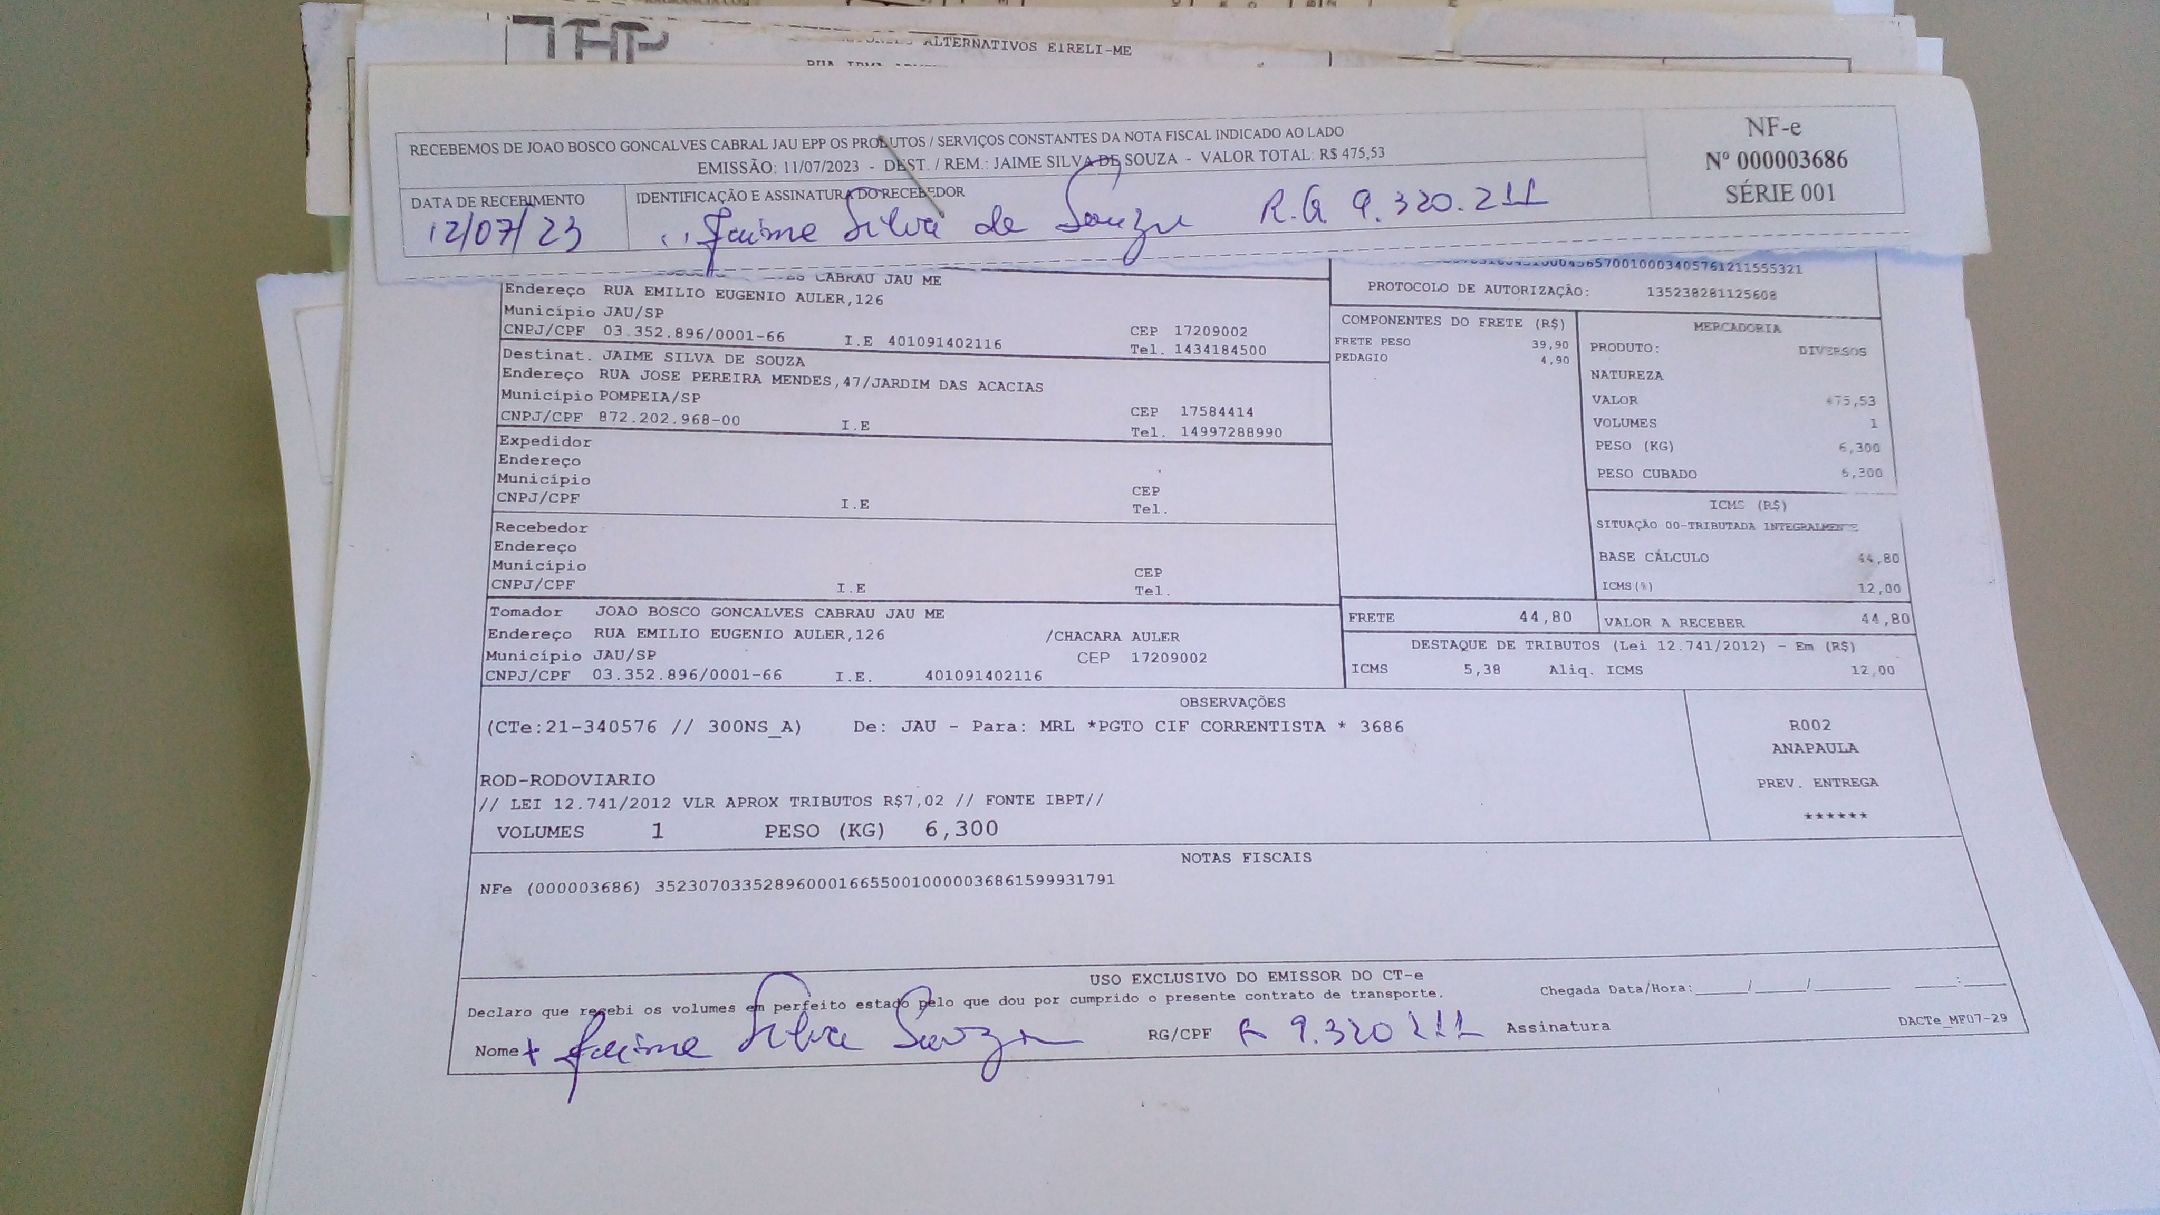 THP
ALTERNATIVOS EIRELI-ME
RUA
RECEBEMOS DE JOAO BOSCO GONCALVES CABRAL JAU EPP OS PRODUTOS / SERVIÇOS CONSTANTES DA NOTA FISCAL INDICADO AO LADO
EMISSÃO: 11/07/2023 - DEST. / REM.: JAIME SILVA DE SOUZA - VALOR TOTAL: R$ 475,53
NF-e
Nº 000003686
SÉRIE 001
DATA DE RECEBIMENTO
12/07/23
IDENTIFICAÇÃO E ASSINATURA DO RECEBEDOR
Jaime Silva de Souza R.G 9.320.211
CABRAU JAU ME
Endereço RUA EMILIO EUGENIO AULER,126
Município JAU/SP
CNPJ/CPF 03.352.896/0001-66 I.E 401091402116
CEP 17209002
Tel. 1434184500
Destinat. JAIME SILVA DE SOUZA
Endereço RUA JOSE PEREIRA MENDES,47/JARDIM DAS ACACIAS
Município POMPEIA/SP
CNPJ/CPF 872.202.968-00 I.E
CEP 17584414
Tel. 14997288990
Expedidor
Endereço
Município
CNPJ/CPF I.E
CEP
Tel.
Recebedor
Endereço
Município
CNPJ/CPF I.E
CEP
Tel.
Tomador JOAO BOSCO GONCALVES CABRAU JAU ME
Endereço RUA EMILIO EUGENIO AULER,126 /CHACARA AULER
Município JAU/SP CEP 17209002
CNPJ/CPF 03.352.896/0001-66 I.E. 401091402116
PROTOCOLO DE AUTORIZAÇÃO: 135238281125608
COMPONENTES DO FRETE (R$)
FRETE PESO 39,90
PEDAGIO 4,90
MERCADORIA
PRODUTO: DIVERSOS
NATUREZA
VALOR 475,53
VOLUMES 1
PESO (KG) 6,300
PESO CUBADO 6,300
ICMS (R$)
SITUAÇÃO 00-TRIBUTADA INTEGRALMENTE
BASE CÁLCULO 44,80
ICMS(%) 12,00
FRETE 44,80
VALOR A RECEBER 44,80
DESTAQUE DE TRIBUTOS (Lei 12.741/2012) - Em (R$)
ICMS 5,38 Aliq. ICMS 12,00
OBSERVAÇÕES
(CTe:21-340576 // 300NS_A) De: JAU - Para: MRL *PGTO CIF CORRENTISTA * 3686
ROD-RODOVIARIO
// LEI 12.741/2012 VLR APROX TRIBUTOS R$7,02 // FONTE IBPT//
VOLUMES 1 PESO (KG) 6,300
R002
ANAPAULA
PREV. ENTREGA
******
NOTAS FISCAIS
NFe (000003686) 35230703352896000166550010000036861599931791
USO EXCLUSIVO DO EMISSOR DO CT-e
Declaro que recebi os volumes em perfeito estado pelo que dou por cumprido o presente contrato de transporte.
Chegada Data/Hora:_____/_____/_______ ____:____
Nome Jaime Silva Souza RG/CPF R 9.320 211 Assinatura
DACTe_MF07-29